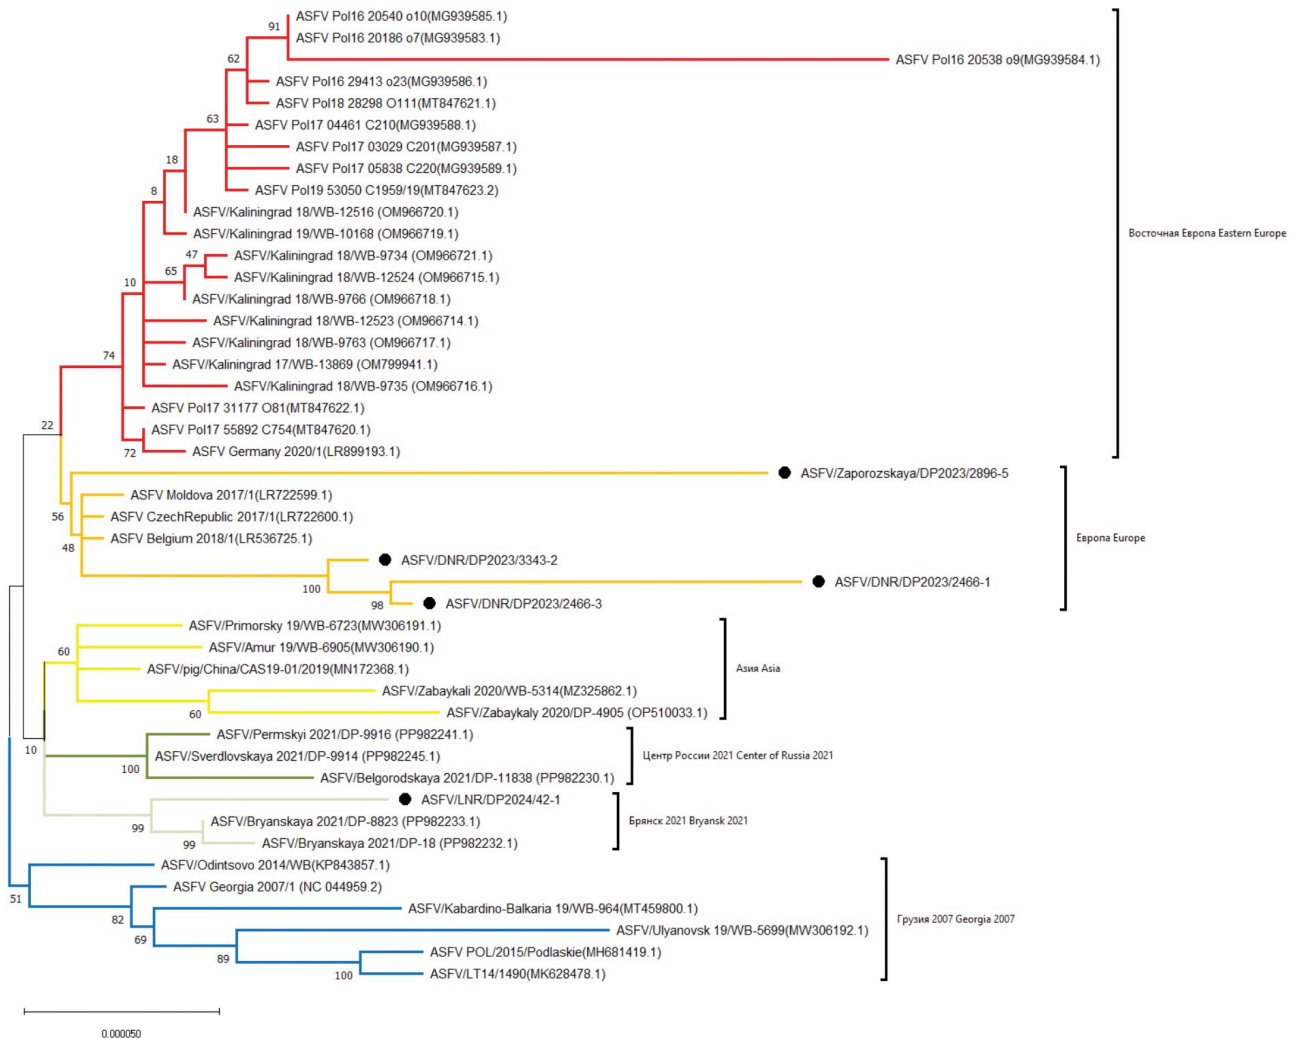 ASFV Pol16 20540 o10(MG939585.1)
91
ASFV Pol16 20186 o7(MG939583.1)
62
ASFV Pol16 20538 o9(MG939584.1)
ASFV Pol16 29413 o23(MG939586.1)
ASFV Pol18 28298 O111(MT847621.1)
63
ASFV Pol17 04461 C210(MG939588.1)
ASFV Pol17 03029 C201(MG939587.1)
18
ASFV Pol17 05838 C220(MG939589.1)
8
ASFV Pol19 53050 C1959/19(MT847623.2)
ASFV/Kaliningrad 18/WB-12516 (OM966720.1)
ASFV/Kaliningrad 19/WB-10168 (OM966719.1)
Восточная Европа Eastern Europe
47
ASFV/Kaliningrad 18/WB-9734 (OM966721.1)
65
ASFV/Kaliningrad 18/WB-12524 (OM966715.1)
10
ASFV/Kaliningrad 18/WB-9766 (OM966718.1)
ASFV/Kaliningrad 18/WB-12523 (OM966714.1)
ASFV/Kaliningrad 18/WB-9763 (OM966717.1)
74
ASFV/Kaliningrad 17/WB-13869 (OM799941.1)
ASFV/Kaliningrad 18/WB-9735 (OM966716.1)
ASFV Pol17 31177 O81(MT847622.1)
22
ASFV Pol17 55892 C754(MT847620.1)
72
ASFV Germany 2020/1(LR899193.1)
ASFV/Zaporozskaya/DP2023/2896-5
ASFV Moldova 2017/1(LR722599.1)
56
ASFV CzechRepublic 2017/1(LR722600.1)
48
ASFV Belgium 2018/1(LR536725.1)
Европа Europe
ASFV/DNR/DP2023/3343-2
100
ASFV/DNR/DP2023/2466-1
98
ASFV/DNR/DP2023/2466-3
ASFV/Primorsky 19/WB-6723(MW306191.1)
60
ASFV/Amur 19/WB-6905(MW306190.1)
ASFV/pig/China/CAS19-01/2019(MN172368.1)
Азия Asia
ASFV/Zabaykali 2020/WB-5314(MZ325862.1)
60
ASFV/Zabaykaly 2020/DP-4905 (OP510033.1)
ASFV/Permskyi 2021/DP-9916 (PP982241.1)
10
ASFV/Sverdlovskaya 2021/DP-9914 (PP982245.1)
Центр России 2021 Center of Russia 2021
100
ASFV/Belgorodskaya 2021/DP-11838 (PP982230.1)
ASFV/LNR/DP2024/42-1
99
ASFV/Bryanskaya 2021/DP-8823 (PP982233.1)
Брянск 2021 Bryansk 2021
99
ASFV/Bryanskaya 2021/DP-18 (PP982232.1)
ASFV/Odintsovo 2014/WB(KP843857.1)
51
ASFV Georgia 2007/1 (NC 044959.2)
82
ASFV/Kabardino-Balkaria 19/WB-964(MT459800.1)
Грузия 2007 Georgia 2007
69
ASFV/Ulyanovsk 19/WB-5699(MW306192.1)
89
ASFV POL/2015/Podlaskie(MH681419.1)
100
ASFV/LT14/1490(MK628478.1)
0.000050